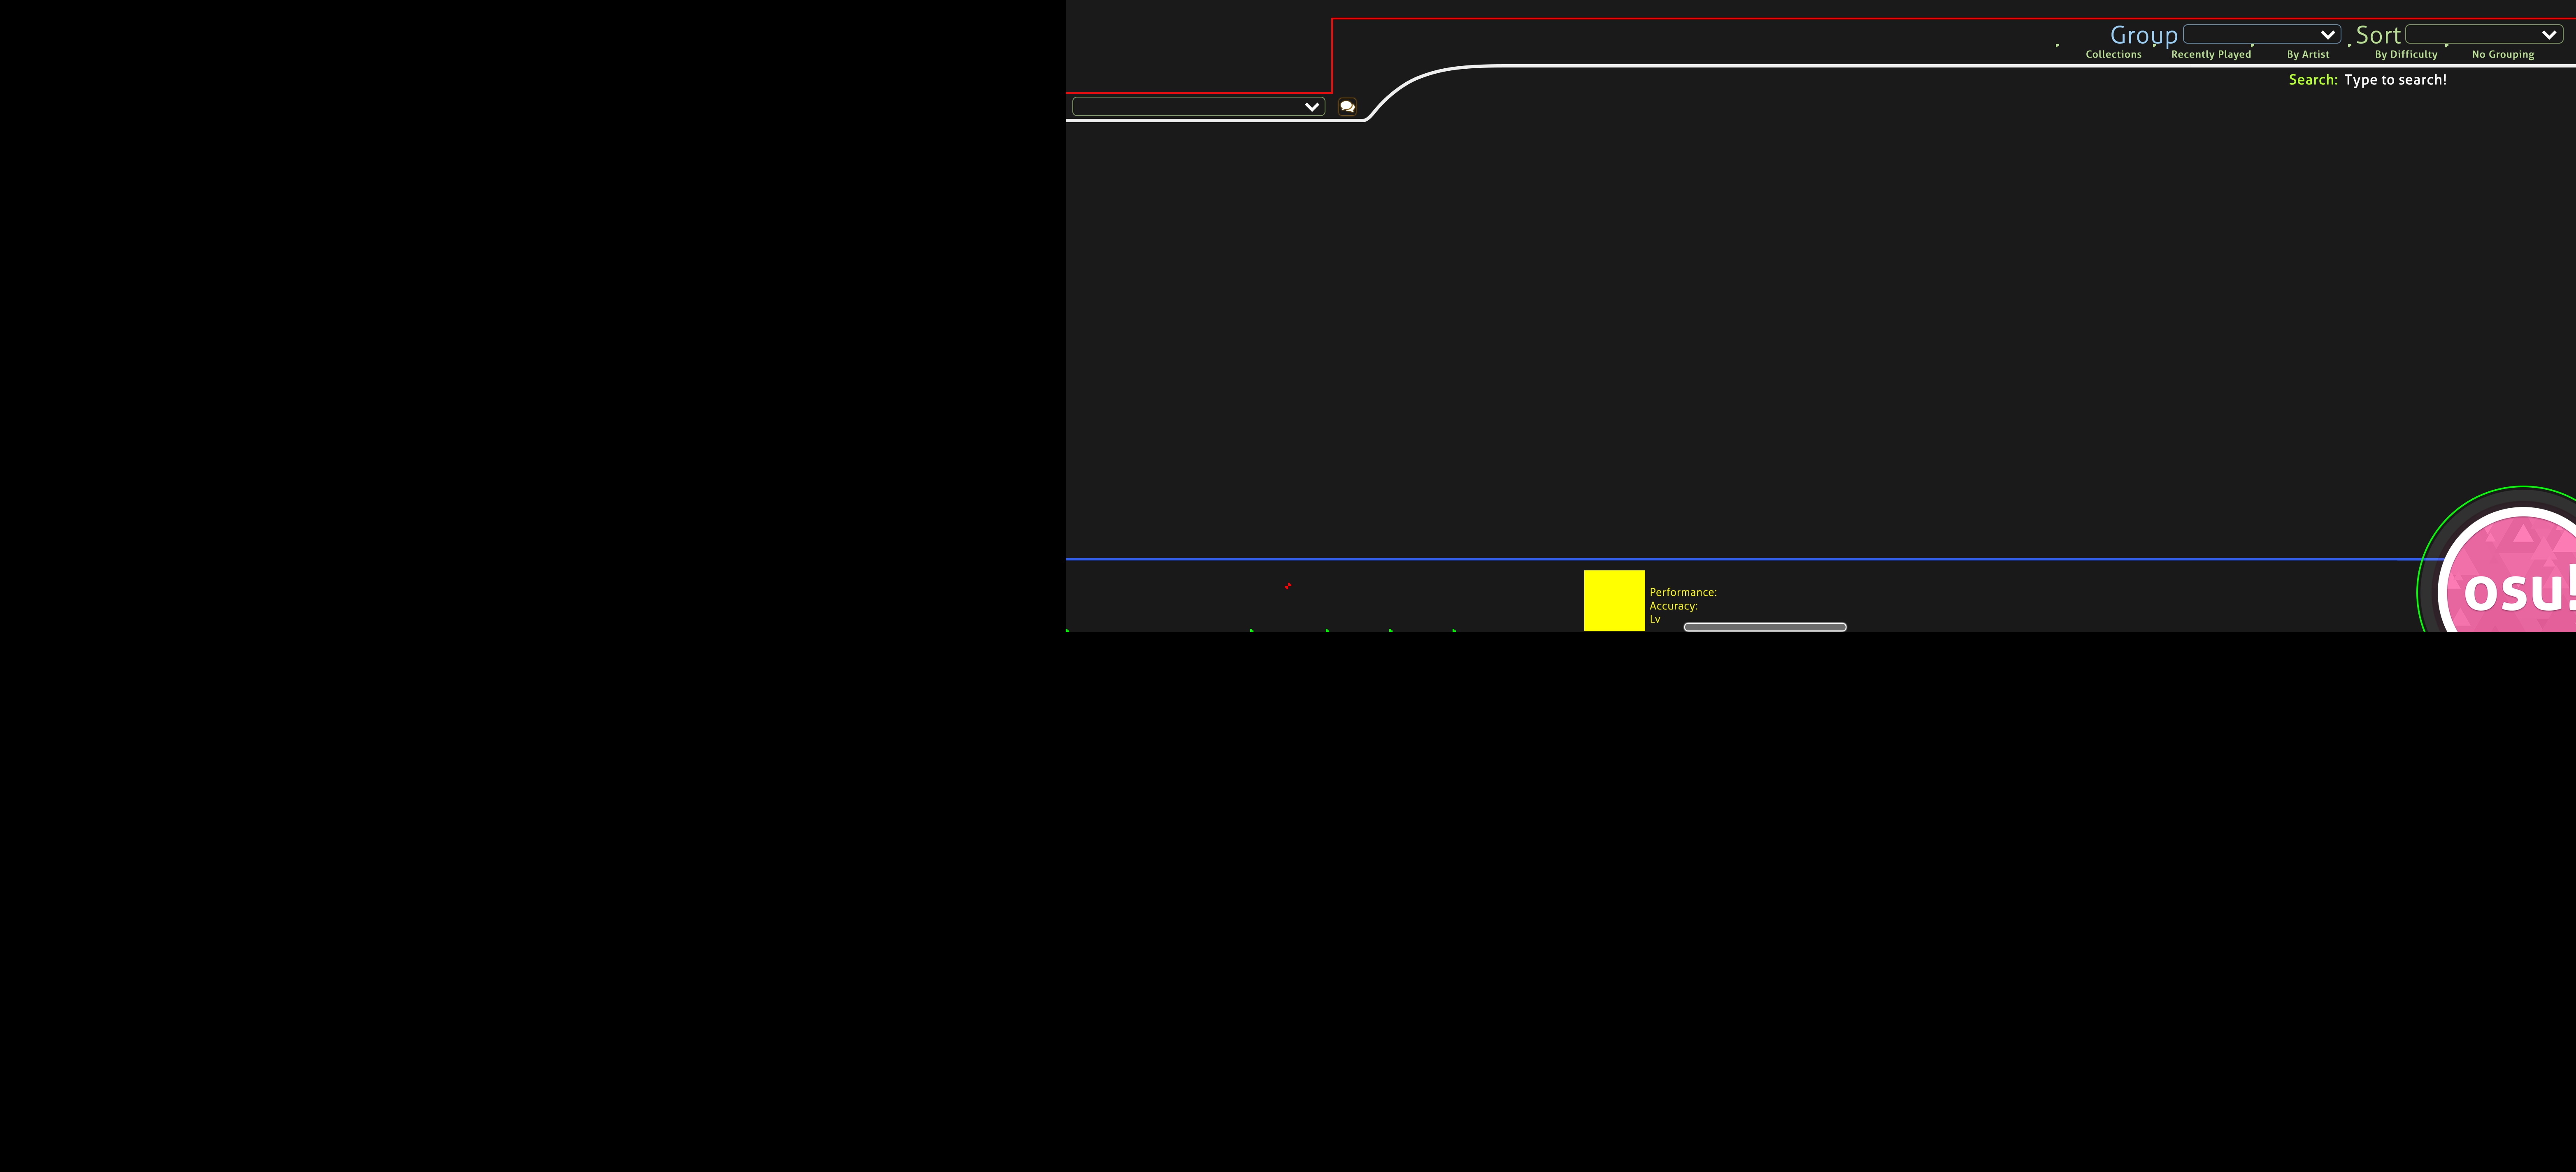 Group Sort
Collections Recently Played By Artist By Difficulty No Grouping
Search: Type to search!
Performance:
Accuracy:
Lv
osu!